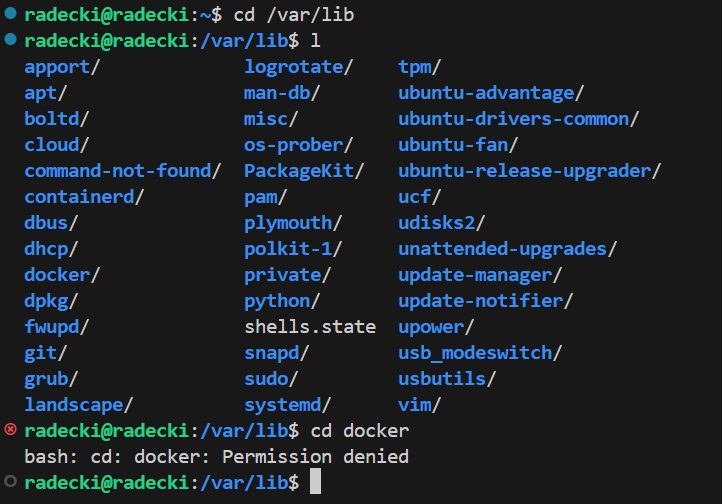 radecki@radecki:~$ cd /var/lib
radecki@radecki:/var/lib$ l
apport/ logrotate/ tpm/
apt/ man-db/ ubuntu-advantage/
boltd/ misc/ ubuntu-drivers-common/
cloud/ os-prober/ ubuntu-fan/
command-not-found/ PackageKit/ ubuntu-release-upgrader/
containerd/ pam/ ucf/
dbus/ plymouth/ udisks2/
dhcp/ polkit-1/ unattended-upgrades/
docker/ private/ update-manager/
dpkg/ python/ update-notifier/
fwupd/ shells.state upower/
git/ snapd/ usb_modeswitch/
grub/ sudo/ usbutils/
landscape/ systemd/ vim/
radecki@radecki:/var/lib$ cd docker
bash: cd: docker: Permission denied
radecki@radecki:/var/lib$